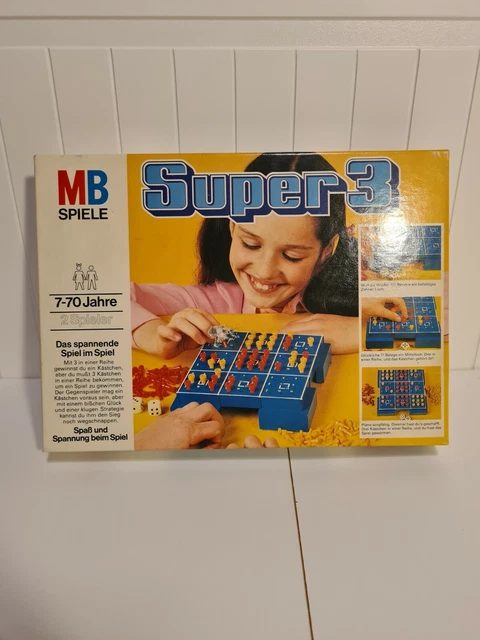 MB
SPIELE
Super 3
7-70 Jahre
2 Spieler
Das spannende
Spiel im Spiel
Mit 3 in einer Reihe
gewinnst du ein Kästchen,
aber du mußt 3 Kästchen
in einer Reihe bekommen,
um ein Spiel zu gewinnen.
Der Gegenspieler mag ein
Kästchen voraus sein, aber
mit einem bißchen Glück
und einer klugen Strategie
kannst du ihm den Sieg
noch wegschnappen.
Spaß und
Spannung beim Spiel